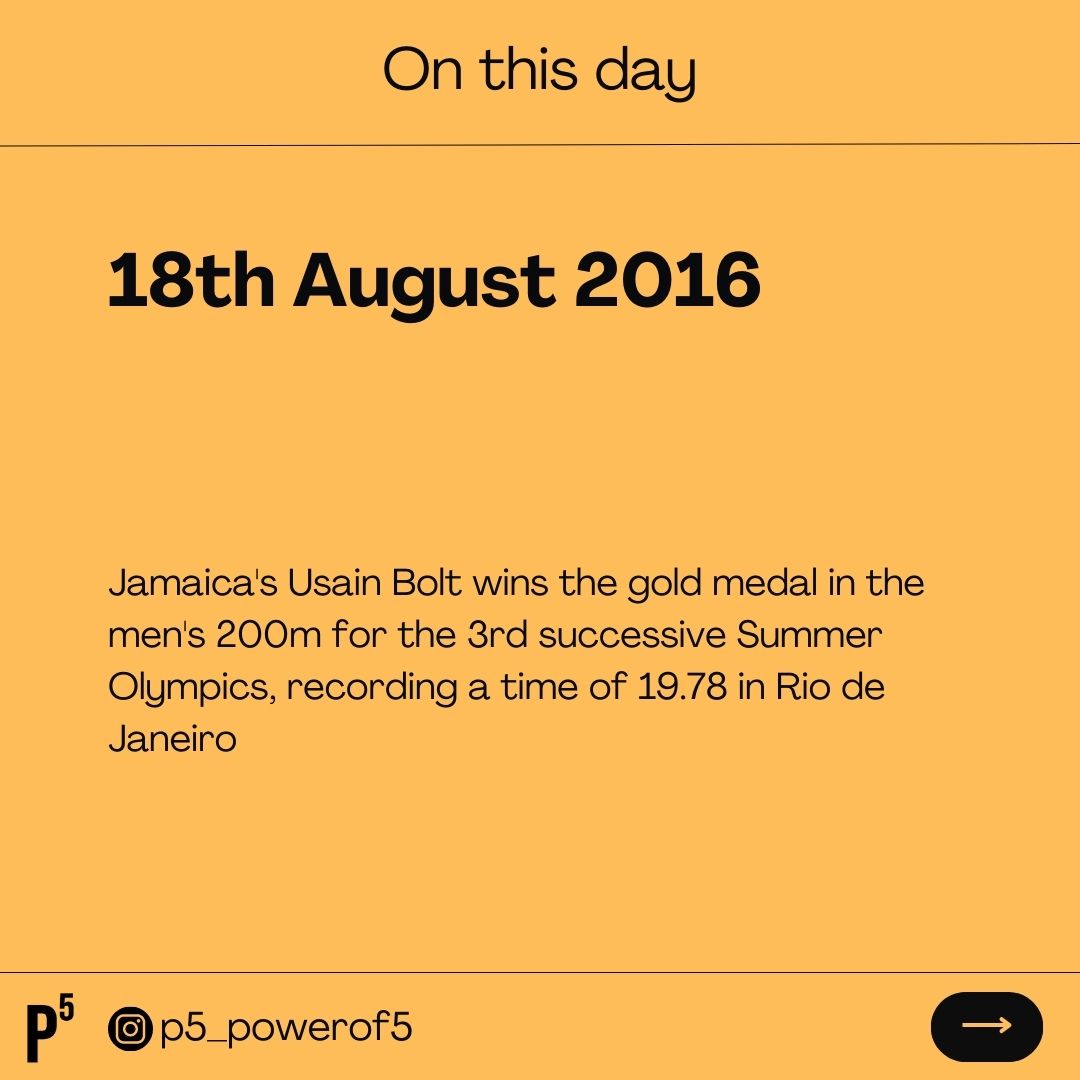 On this day
18th August 2016
Jamaica's Usain Bolt wins the gold medal in the
men's 200m for the 3rd successive Summer
Olympics, recording a time of 19.78 in Rio de
Janeiro
P⁵ p5_powerof5